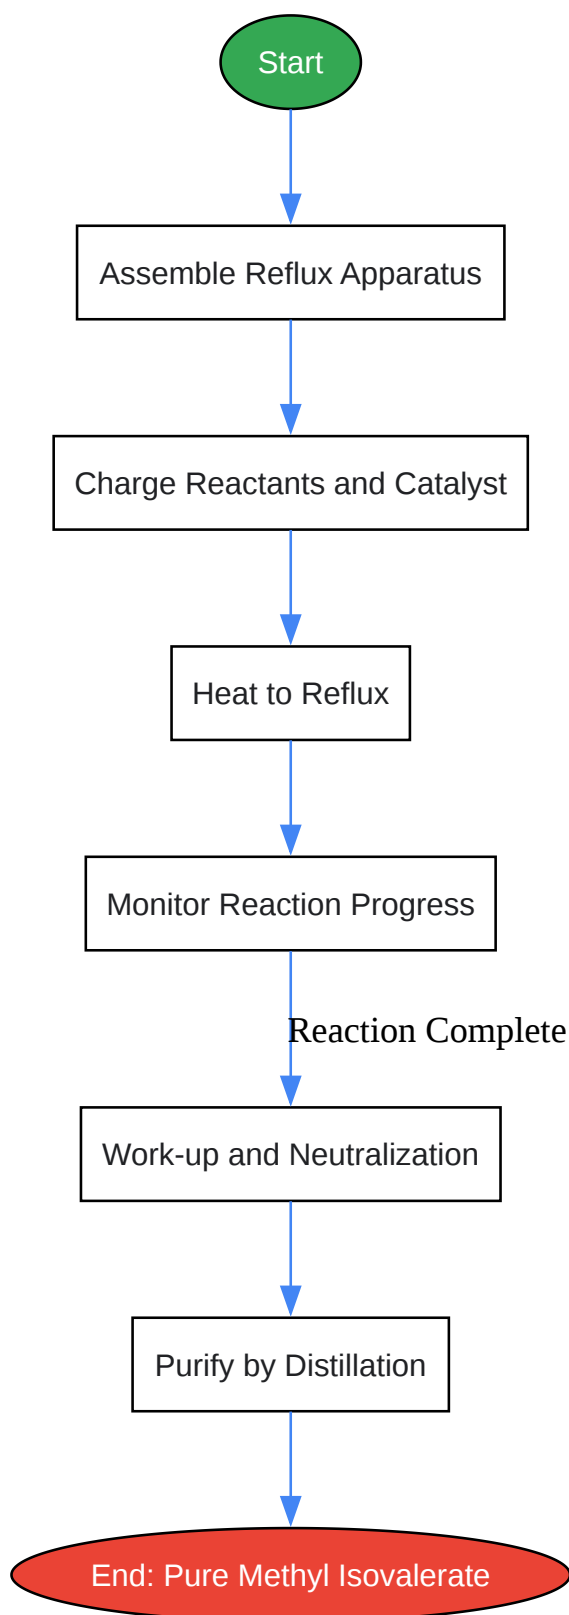 Start
Assemble Reflux Apparatus
Charge Reactants and Catalyst
Heat to Reflux
Monitor Reaction Progress
Reaction Complete
Work-up and Neutralization
Purify by Distillation
End: Pure Methyl Isovalerate